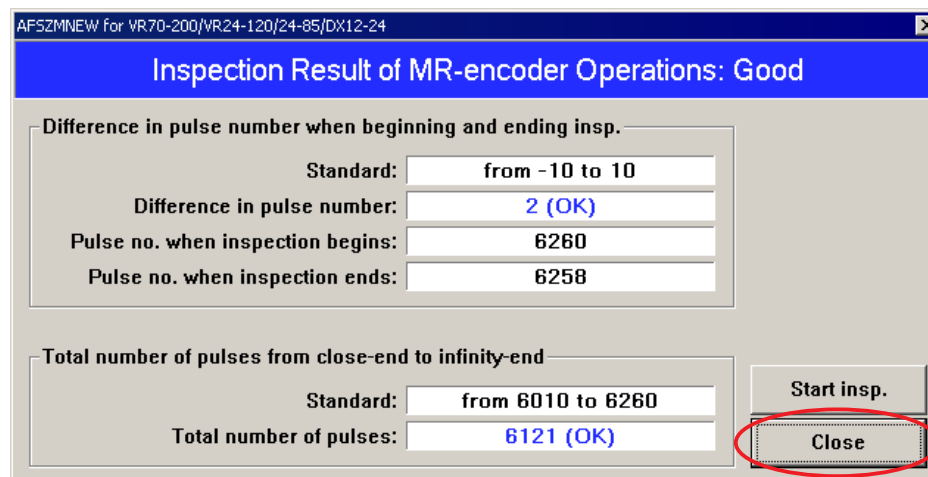 AFSZMNEW for VR70-200/VR24-120/24-85/DX12-24
Inspection Result of MR-encoder Operations: Good
Difference in pulse number when beginning and ending insp.
Standard: from -10 to 10
Difference in pulse number: 2 (OK)
Pulse no. when inspection begins: 6260
Pulse no. when inspection ends: 6258
Total number of pulses from close-end to infinity-end
Standard: from 6010 to 6260
Total number of pulses: 6121 (OK)
Start insp.
Close